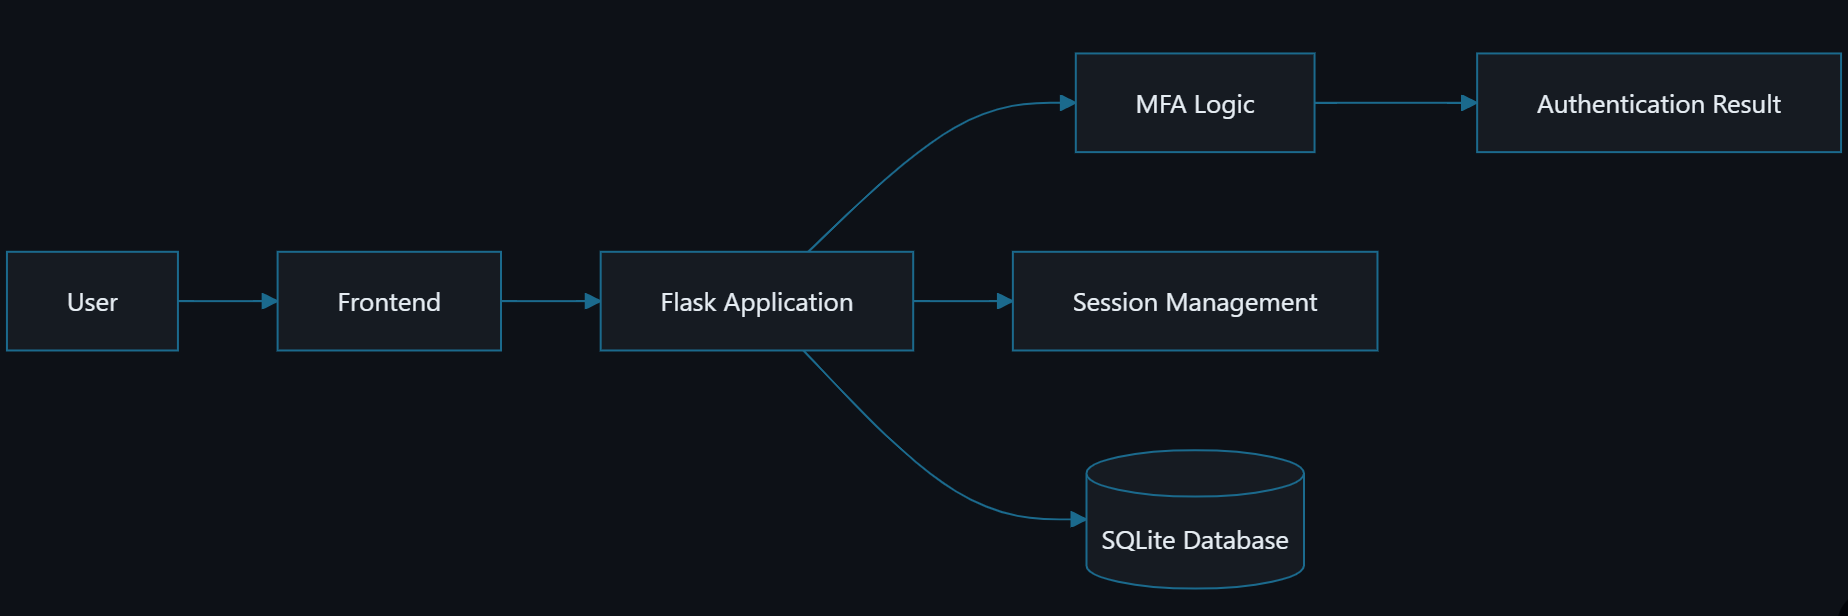 MFA Logic
Authentication Result
User
Frontend
Flask Application
Session Management
SQLite Database